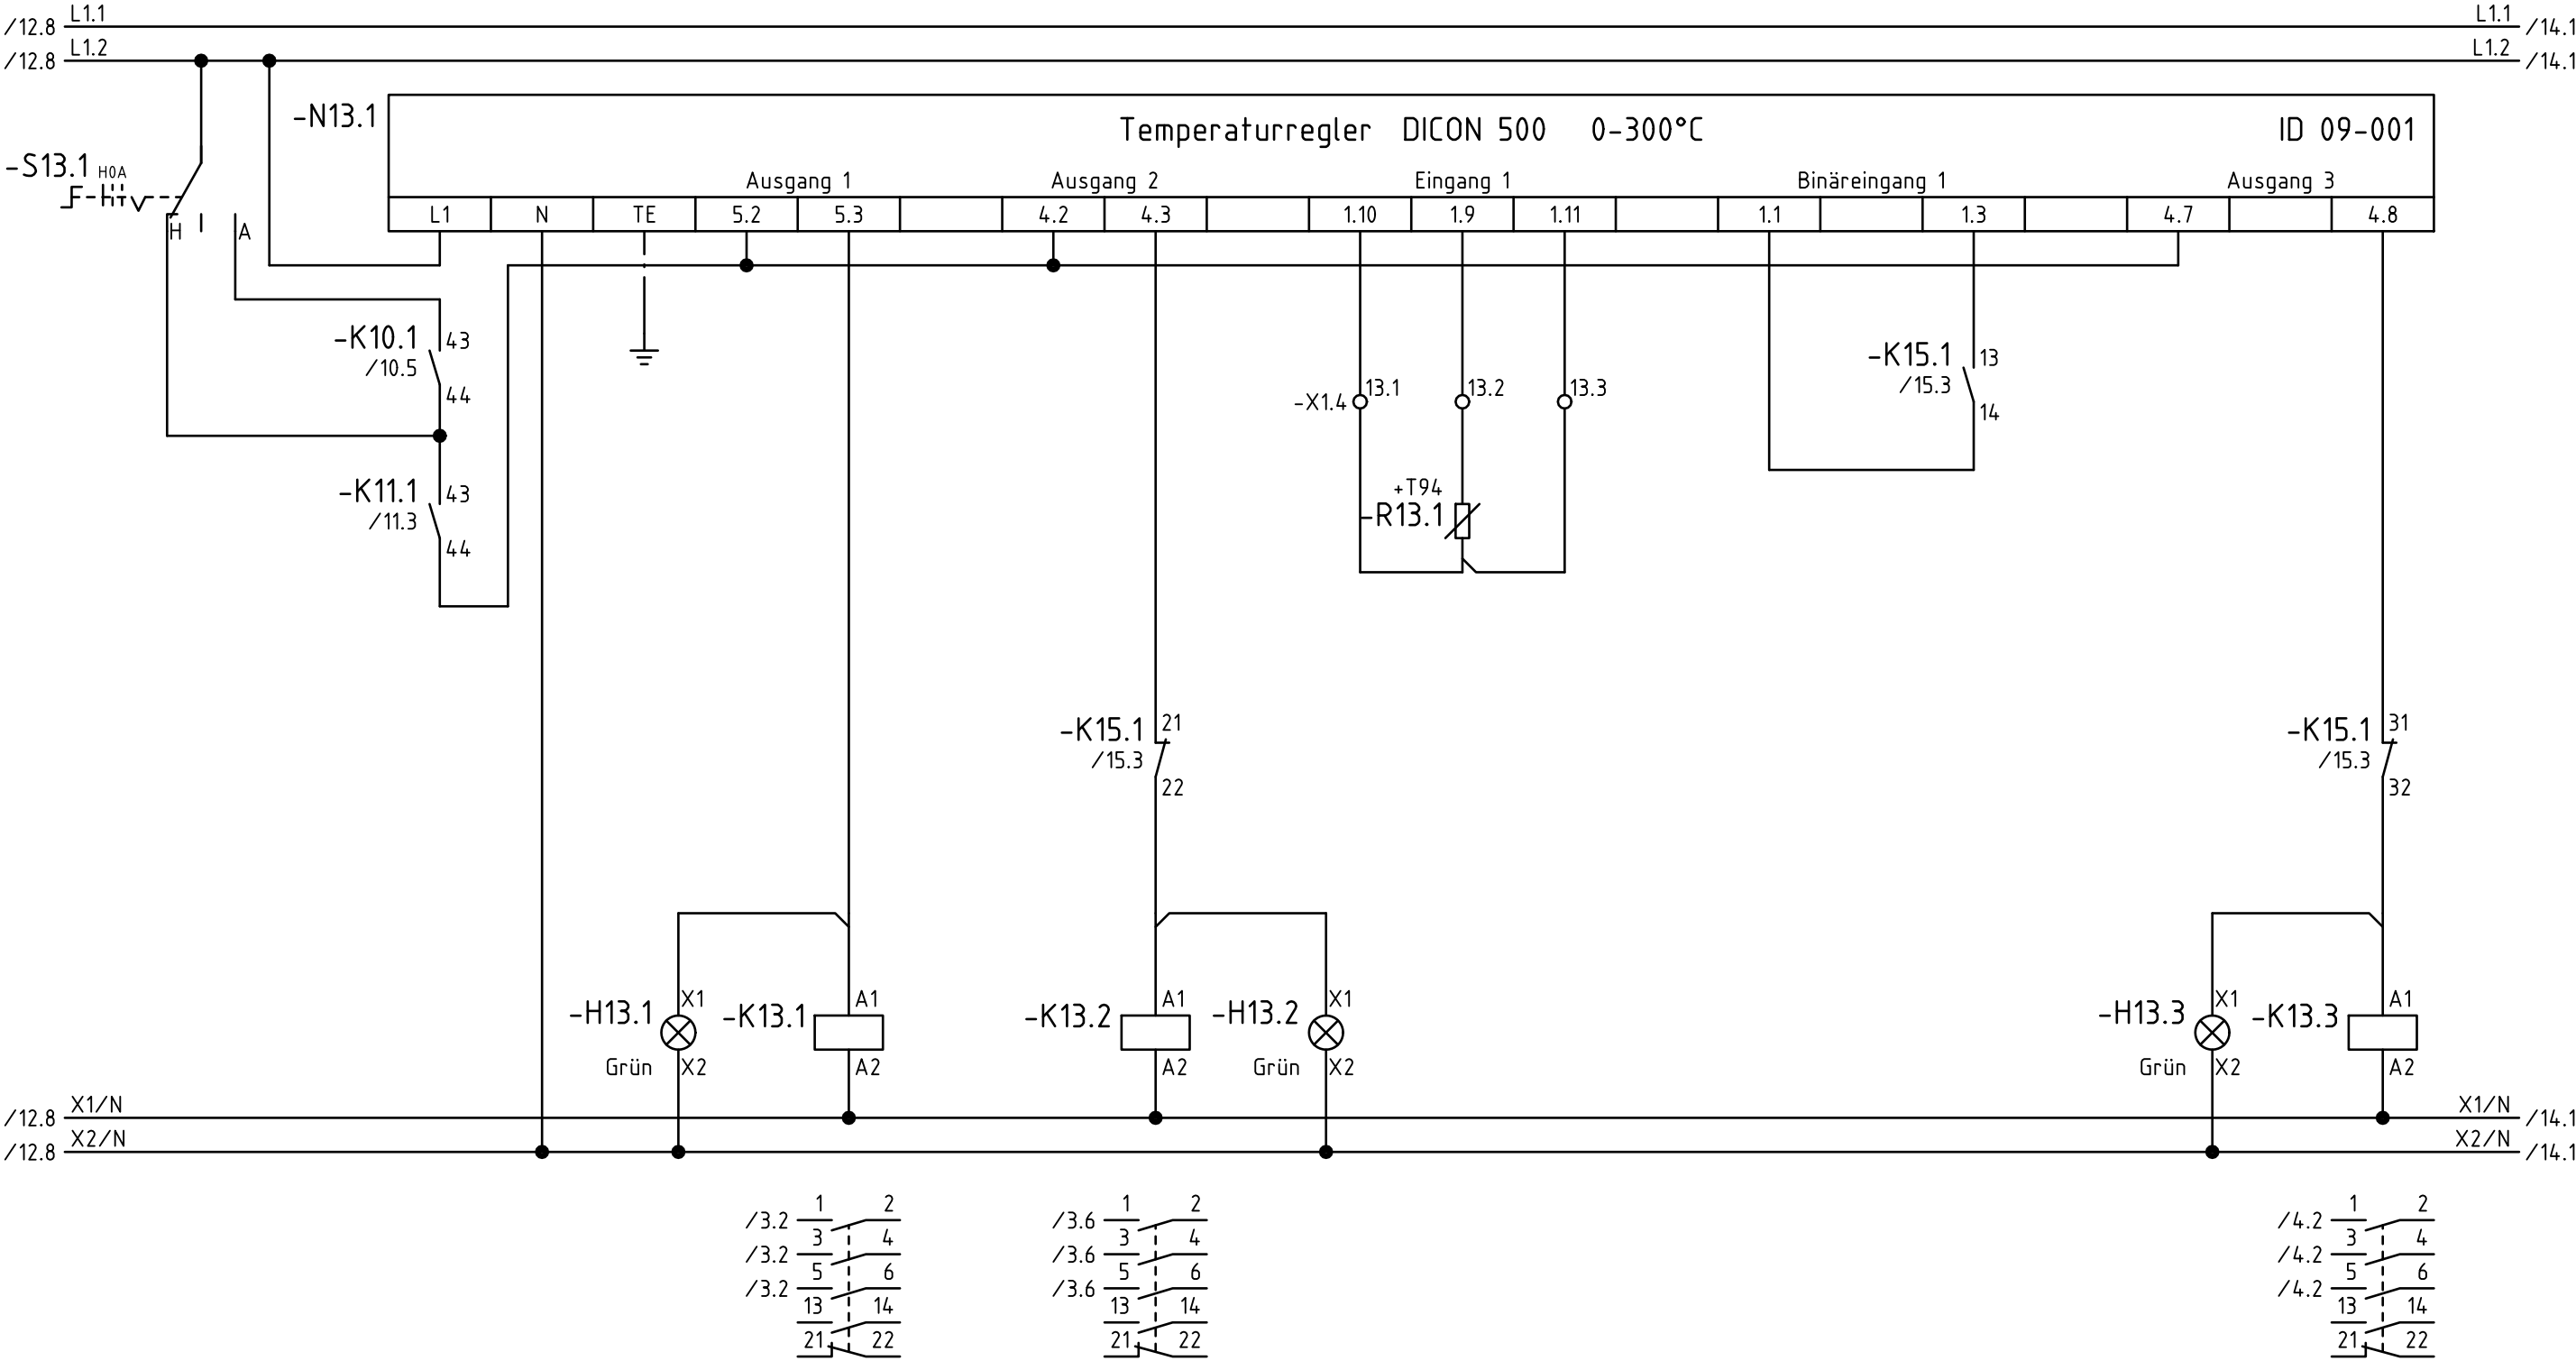 L1.1 L1.1
/12.8 /14.1
L1.2 L1.2
/12.8 /14.1
-N13.1 Temperaturregler DICON 500 0-300°C ID 09-001
-S13.1 H0A
Ausgang 1 Ausgang 2 Eingang 1 Binäreingang 1 Ausgang 3
L1 N TE 5.2 5.3 4.2 4.3 1.10 1.9 1.11 1.1 1.3 4.7 4.8
H A
-K10.1 43
/10.5
44
-K15.1 13
/15.3
14
-X1.4 13.1 13.2 13.3
-K11.1 43
/11.3
44
+T94
-R13.1
-K15.1 21
/15.3
22
-K15.1 31
/15.3
32
-H13.1 X1 -K13.1 A1 -K13.2 A1 -H13.2 X1 -H13.3 X1 -K13.3 A1
Grün X2 A2 A2 Grün X2 Grün X2 A2
X1/N X1/N
/12.8 /14.1
X2/N X2/N
/12.8 /14.1
1 2 1 2 1 2
/3.2 /3.6 /4.2
3 4 3 4 3 4
/3.2 /3.6 /4.2
5 6 5 6 5 6
/3.2 /3.6 /4.2
13 14 13 14 13 14
21 22 21 22 21 22